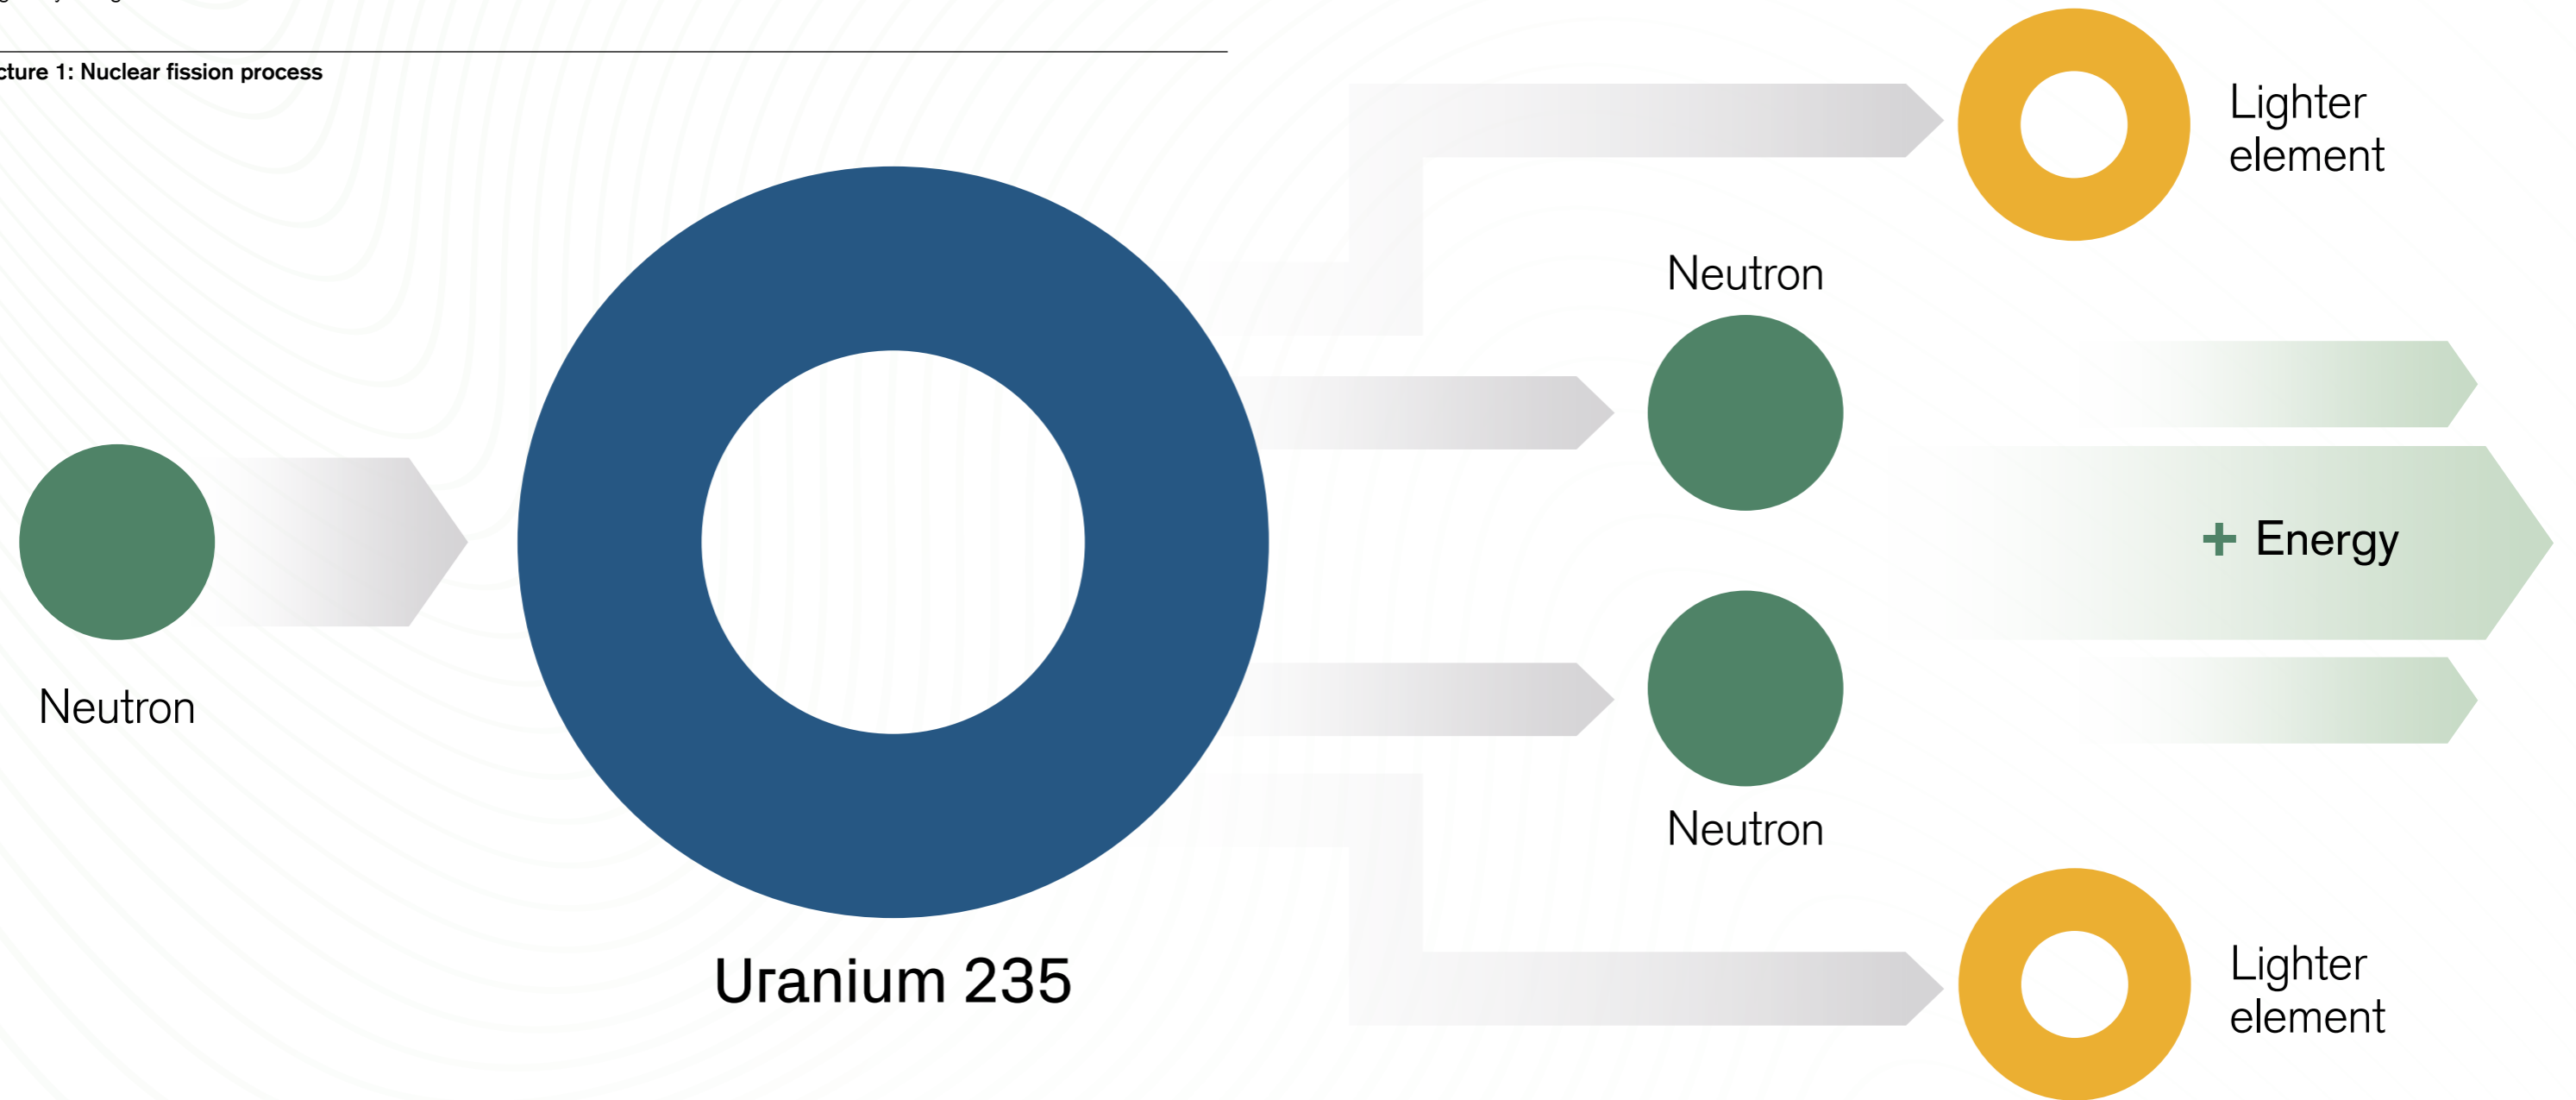 cture 1: Nuclear fission process
Lighter
element
Neutron
+ Energy
Neutron
Neutron
Uranium 235
Lighter
element